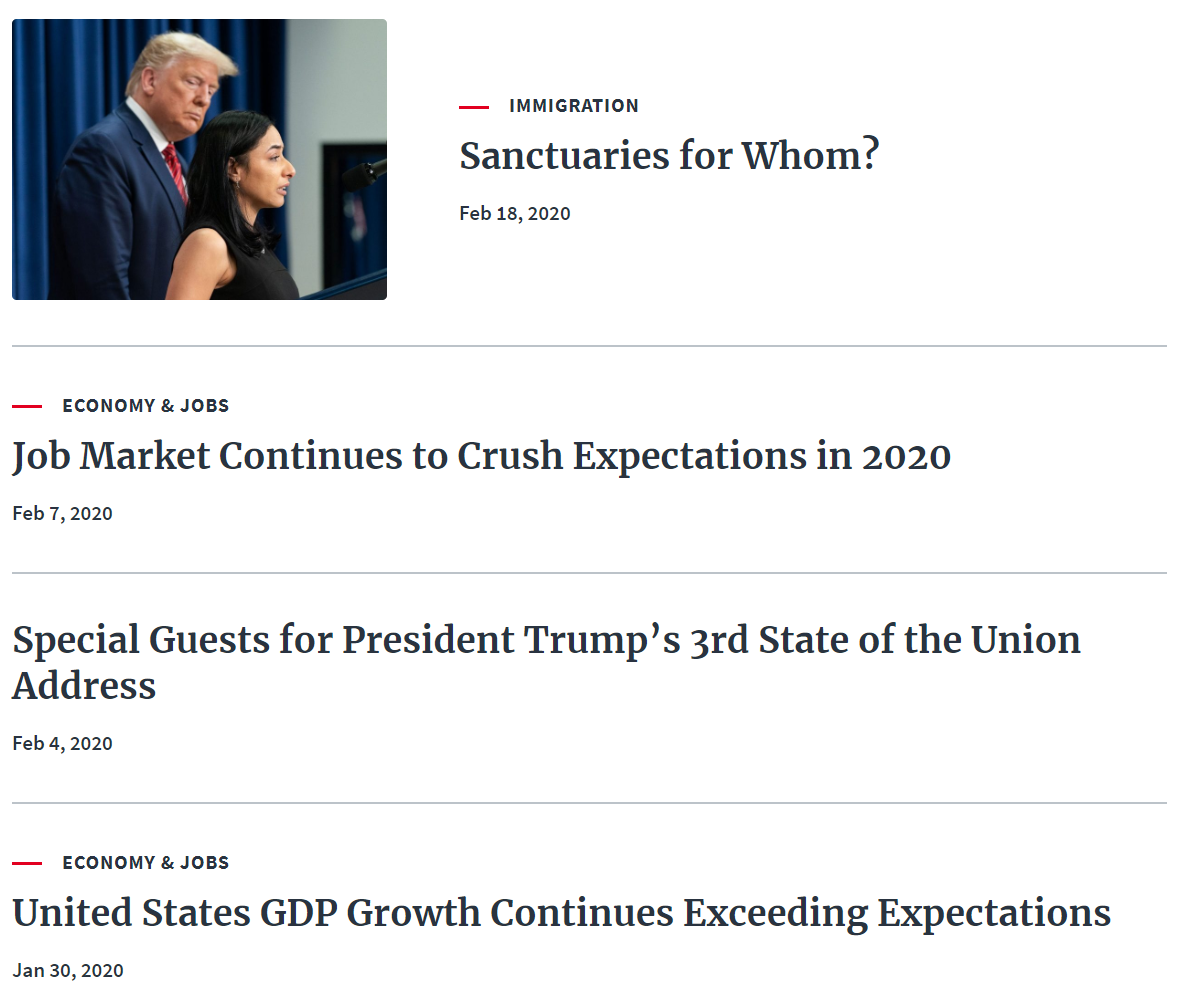 IMMIGRATION
Sanctuaries for Whom?
Feb 18, 2020
ECONOMY & JOBS
Job Market Continues to Crush Expectations in 2020
Feb 7, 2020
Special Guests for President Trump’s 3rd State of the Union
Address
Feb 4, 2020
ECONOMY & JOBS
United States GDP Growth Continues Exceeding Expectations
Jan 30, 2020